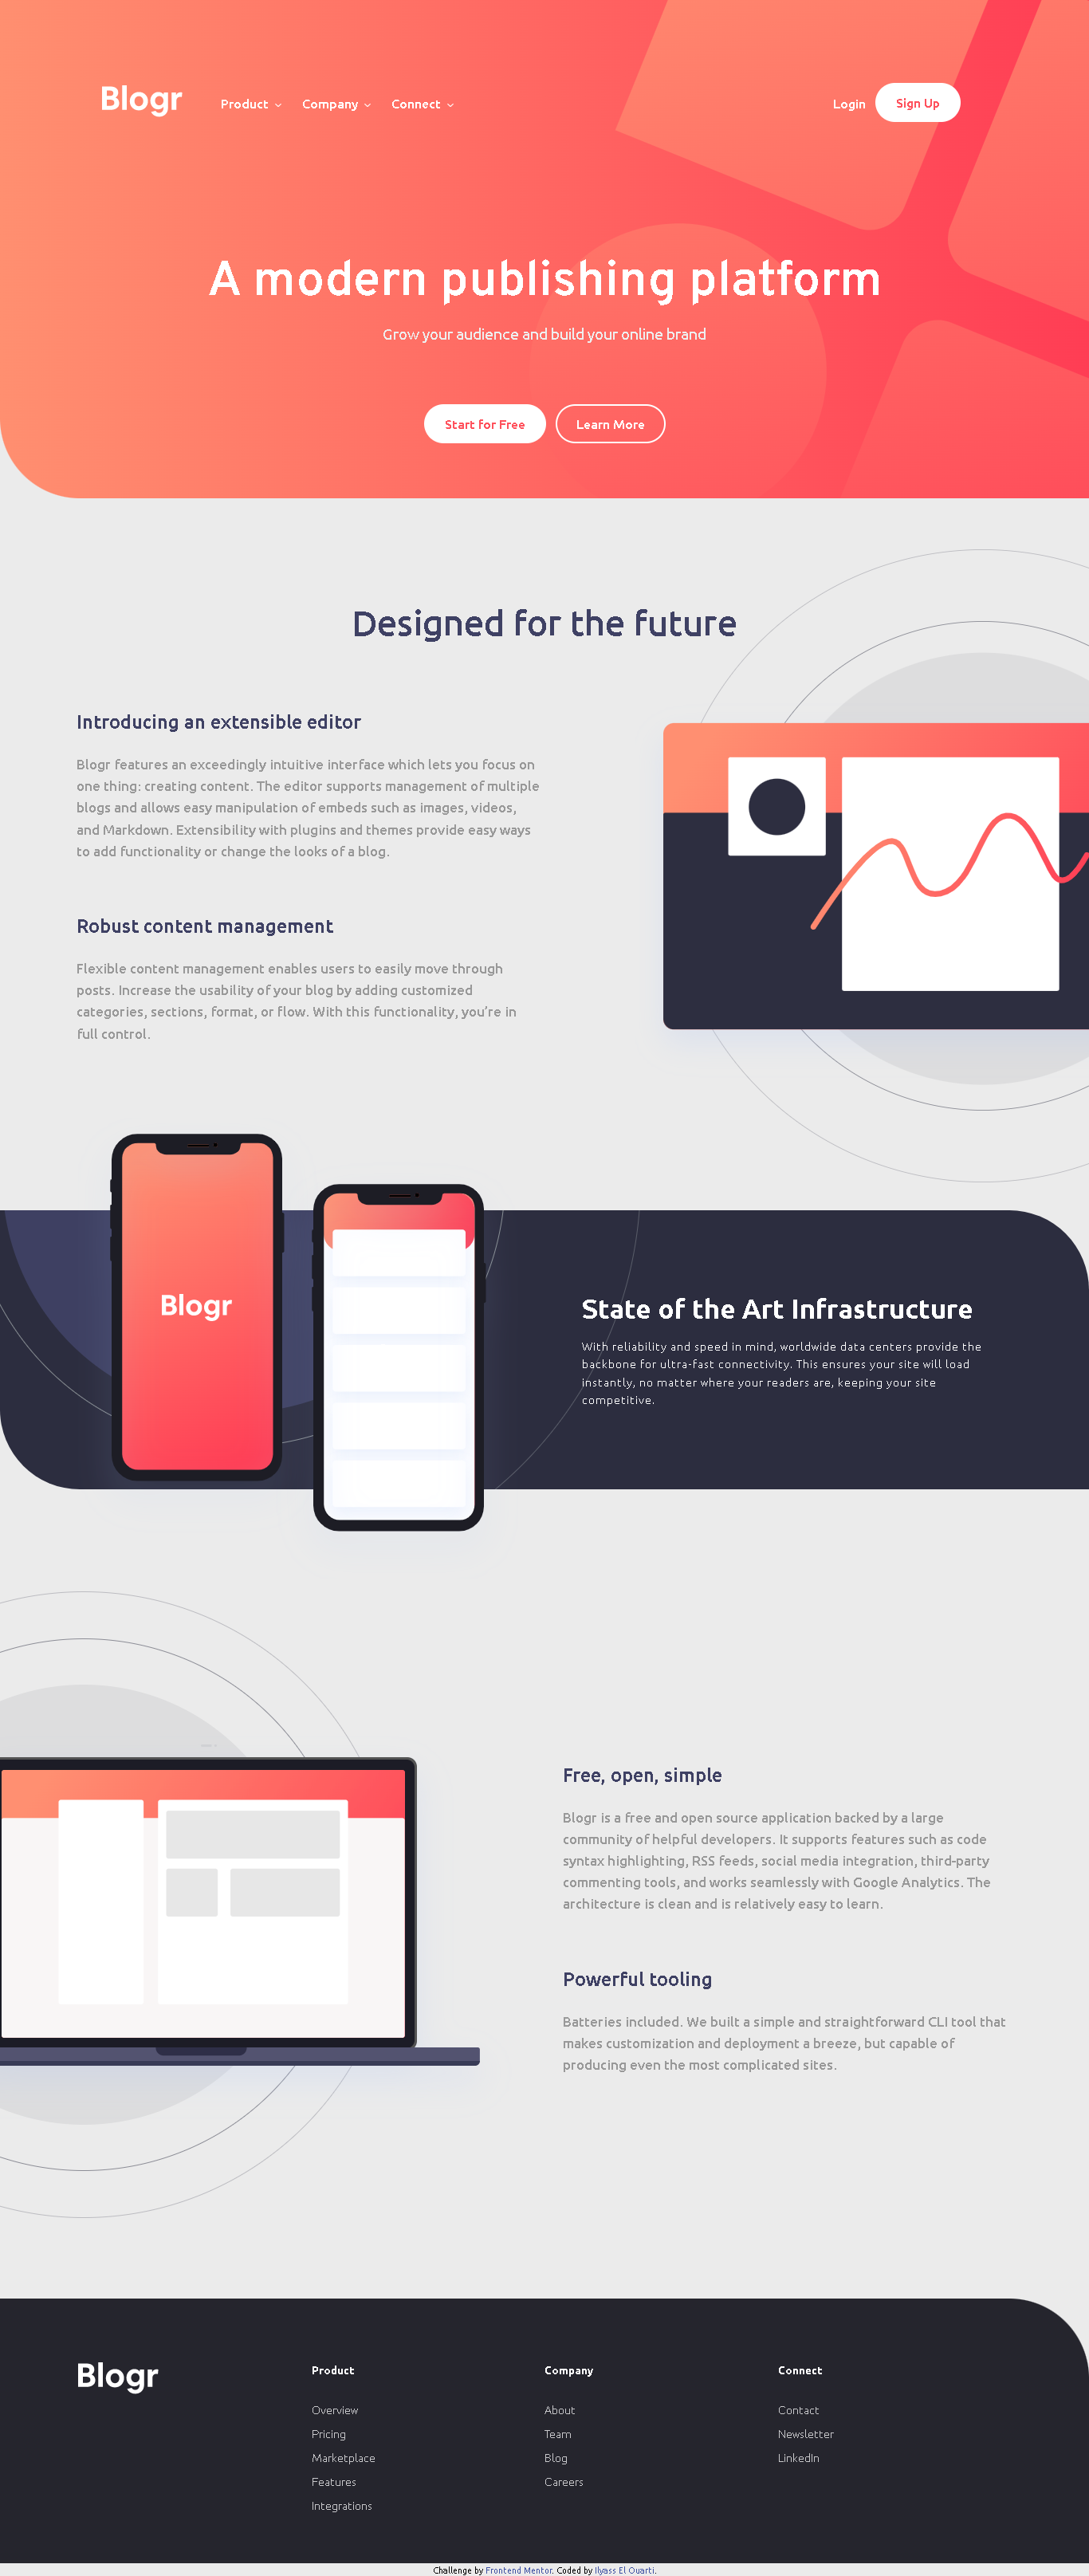 Blogr
Product
Company
Connect
Login
Sign Up
A modern publishing platform
Grow your audience and build your online brand
Start for Free
Learn More
Designed for the future
Introducing an extensible editor
Blogr features an exceedingly intuitive interface which lets you focus on
one thing: creating content. The editor supports management of multiple
blogs and allows easy manipulation of embeds such as images, videos,
and Markdown. Extensibility with plugins and themes provide easy ways
to add functionality or change the looks of a blog.
Robust content management
Flexible content management enables users to easily move through
posts. Increase the usability of your blog by adding customized
categories, sections, format, or flow. With this functionality, you’re in
full control.
Blogr
State of the Art Infrastructure
With reliability and speed in mind, worldwide data centers provide the
backbone for ultra-fast connectivity. This ensures your site will load
instantly, no matter where your readers are, keeping your site
competitive.
Free, open, simple
Blogr is a free and open source application backed by a large
community of helpful developers. It supports features such as code
syntax highlighting, RSS feeds, social media integration, third-party
commenting tools, and works seamlessly with Google Analytics. The
architecture is clean and is relatively easy to learn.
Powerful tooling
Batteries included. We built a simple and straightforward CLI tool that
makes customization and deployment a breeze, but capable of
producing even the most complicated sites.
Blogr
Product
Overview
Pricing
Marketplace
Features
Integrations
Company
About
Team
Blog
Careers
Connect
Contact
Newsletter
LinkedIn
Challenge by Frontend Mentor. Coded by Ilyass El Ouarti.